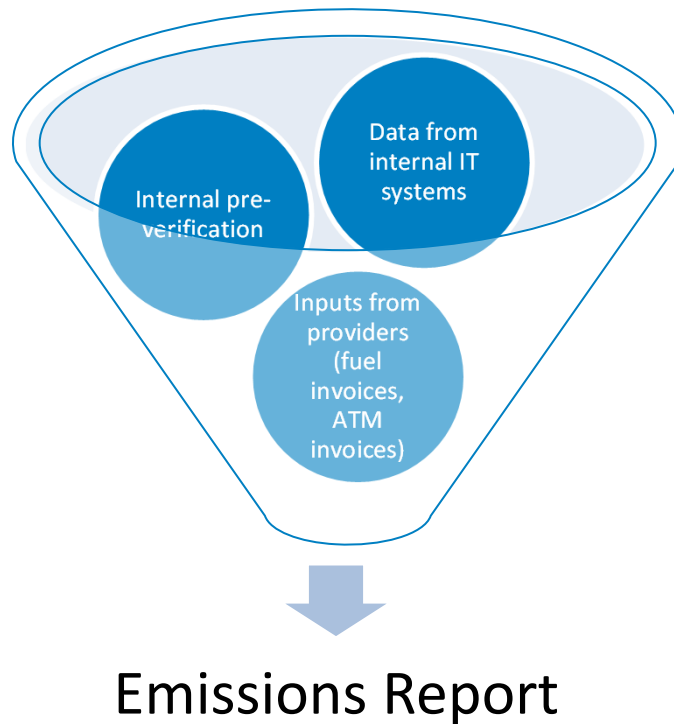 Data from
internal IT
systems
Internal pre-
verification
Inputs from
providers
(fuel
invoices,
ATM
invoices)
Emissions Report